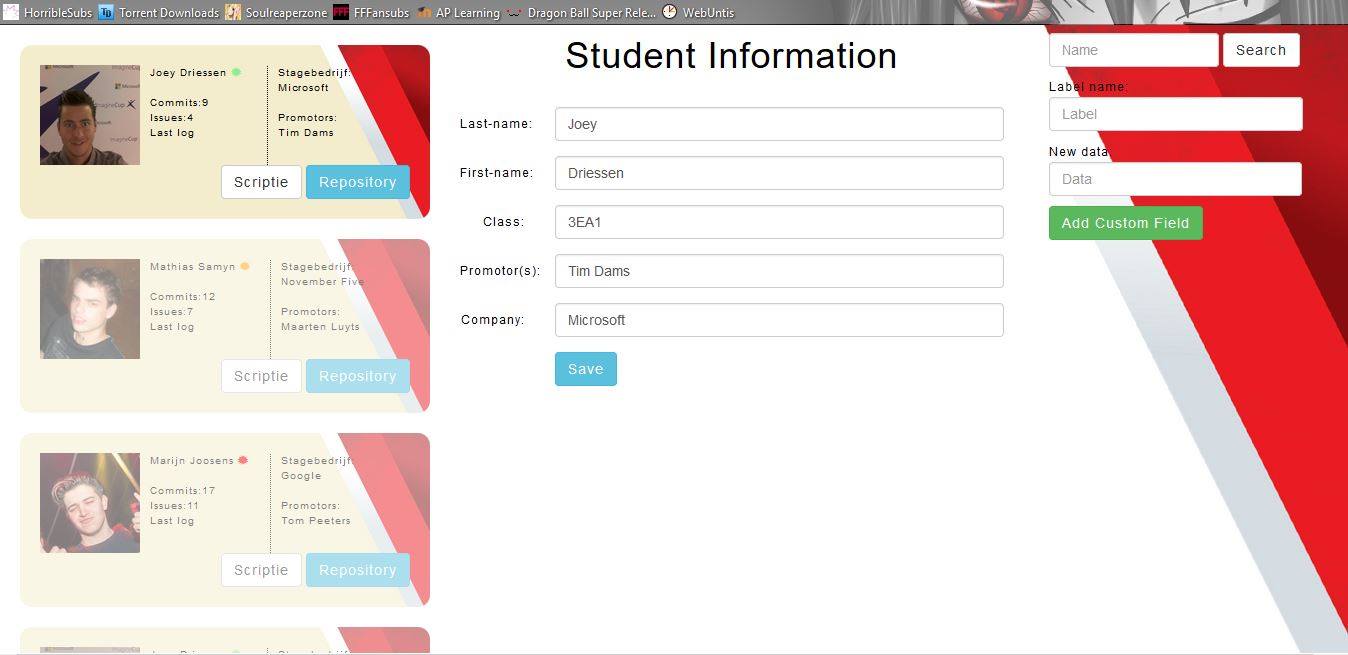 HorribleSubs Torrent Downloads Soulreaperzone FFFansubs AP Learning Dragon Ball Super Rele... WebUntis
Joey Driessen
Commits:9
Issues:4
Last log
Stagebedrijf:
Microsoft
Promotors:
Tim Dams
Scriptie Repository
Mathias Samyn
Commits:12
Issues:7
Last log
Stagebedrijf:
November Five
Promotors:
Maarten Luyts
Scriptie Repository
Marijn Joosens
Commits:17
Issues:11
Last log
Stagebedrijf:
Google
Promotors:
Tom Peeters
Scriptie Repository
Student Information
Last-name: Joey
First-name: Driessen
Class: 3EA1
Promotor(s): Tim Dams
Company: Microsoft
Save
Name Search
Label name:
Label
New data
Data
Add Custom Field